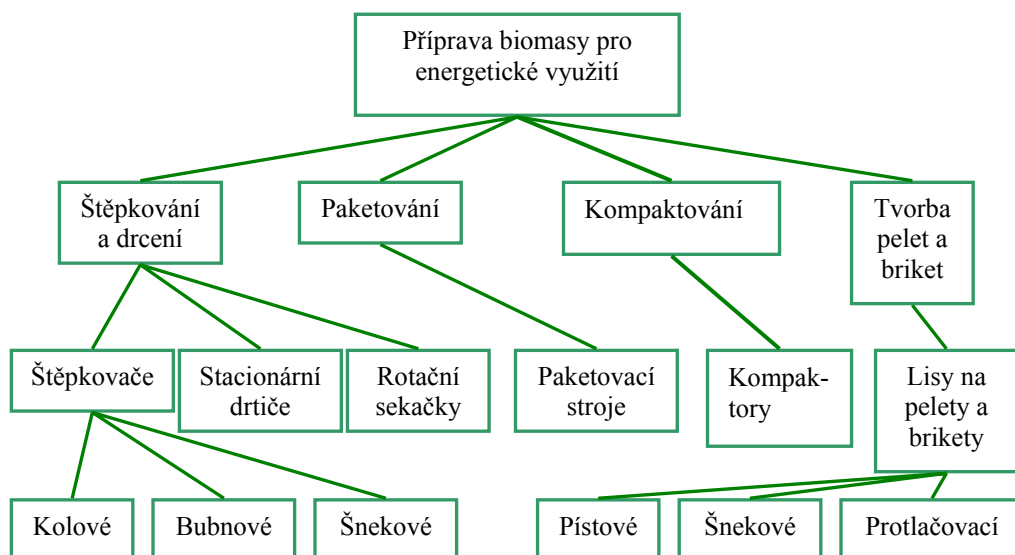 Příprava biomasy pro
energetické využití
Štěpkování
a drcení
Paketování
Kompaktování
Tvorba
pelet a
briket
Štěpkovače
Stacionární
drtiče
Rotační
sekačky
Paketovací
stroje
Kompak-
tory
Lisy na
pelety a
brikety
Kolové
Bubnové
Šnekové
Pístové
Šnekové
Protlačovací